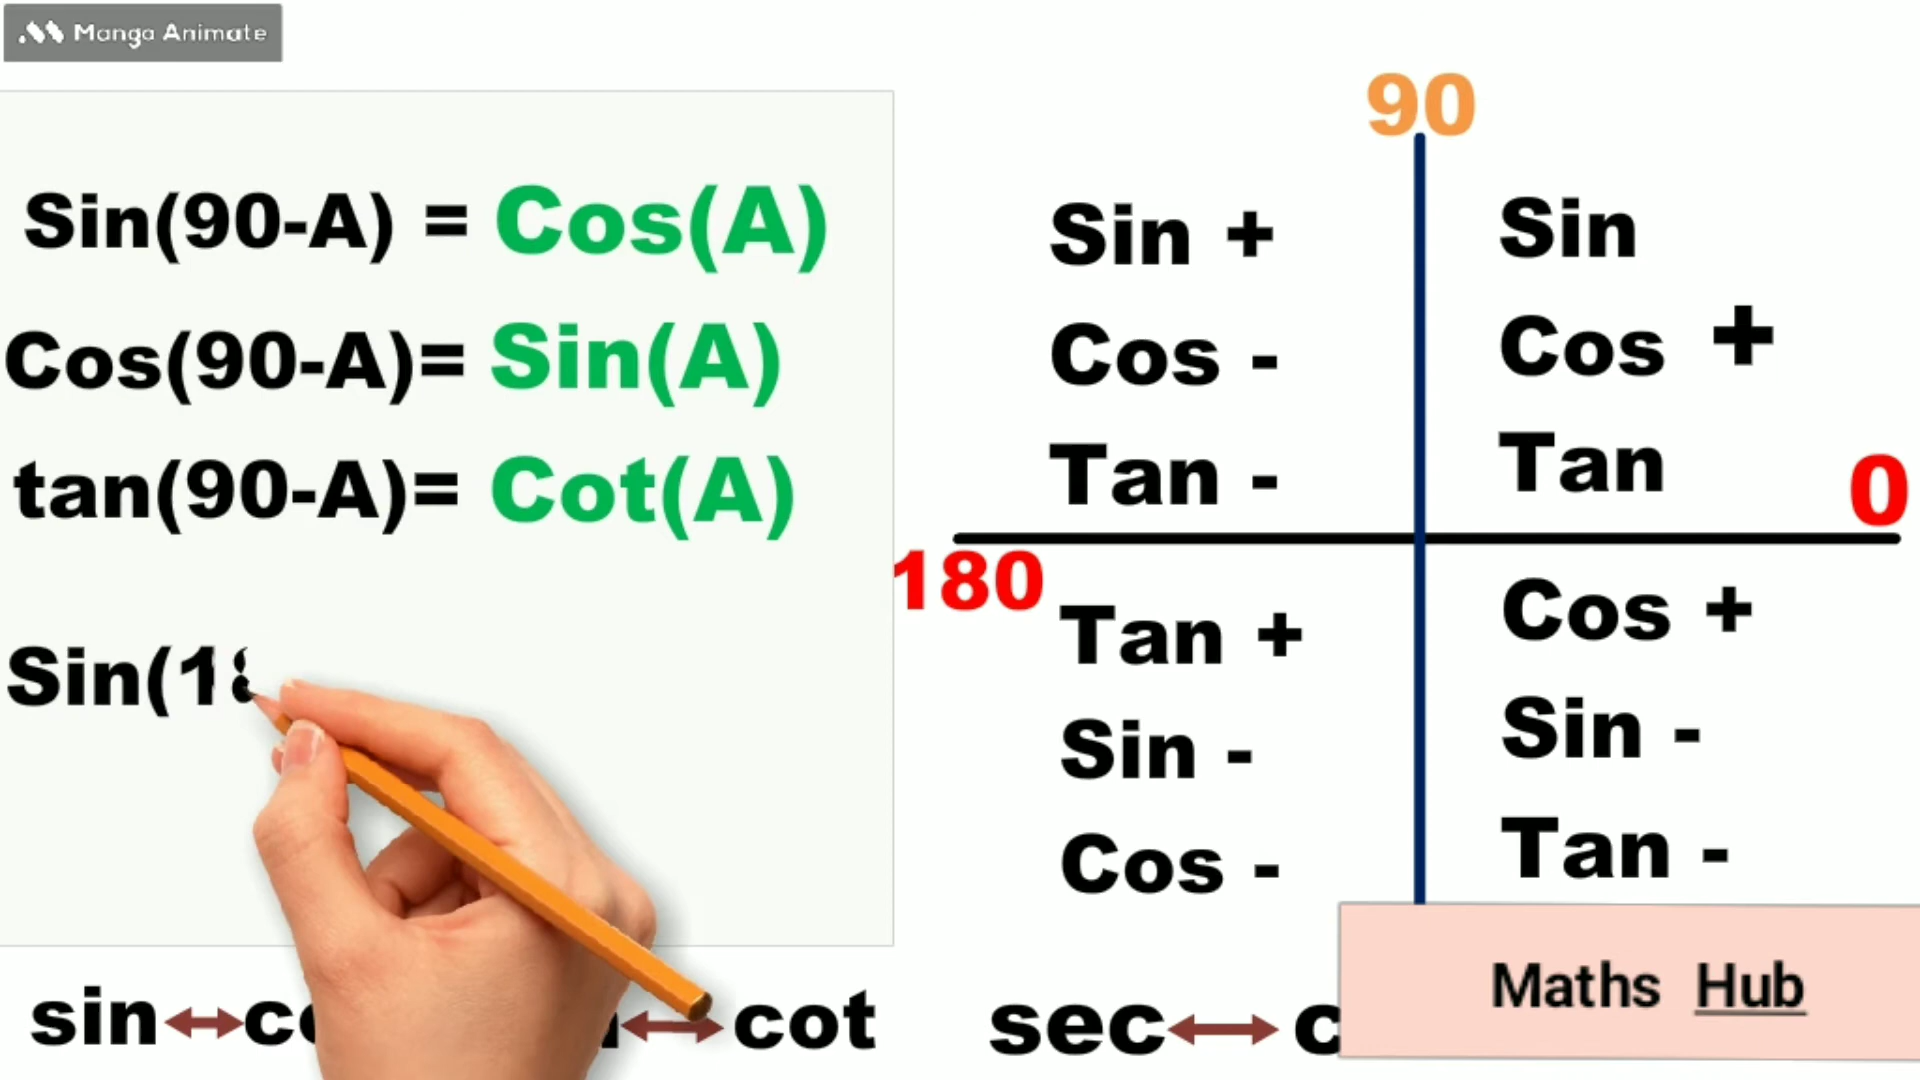 Manga Animate
Sin(90-A) = Cos(A)
Cos(90-A)= Sin(A)
tan(90-A)= Cot(A)
Sin(18
90
Sin +
Cos -
Tan -
Sin
Cos +
Tan
0
180
Tan +
Sin -
Cos -
Cos +
Sin -
Tan -
sin
cot
sec
Maths Hub